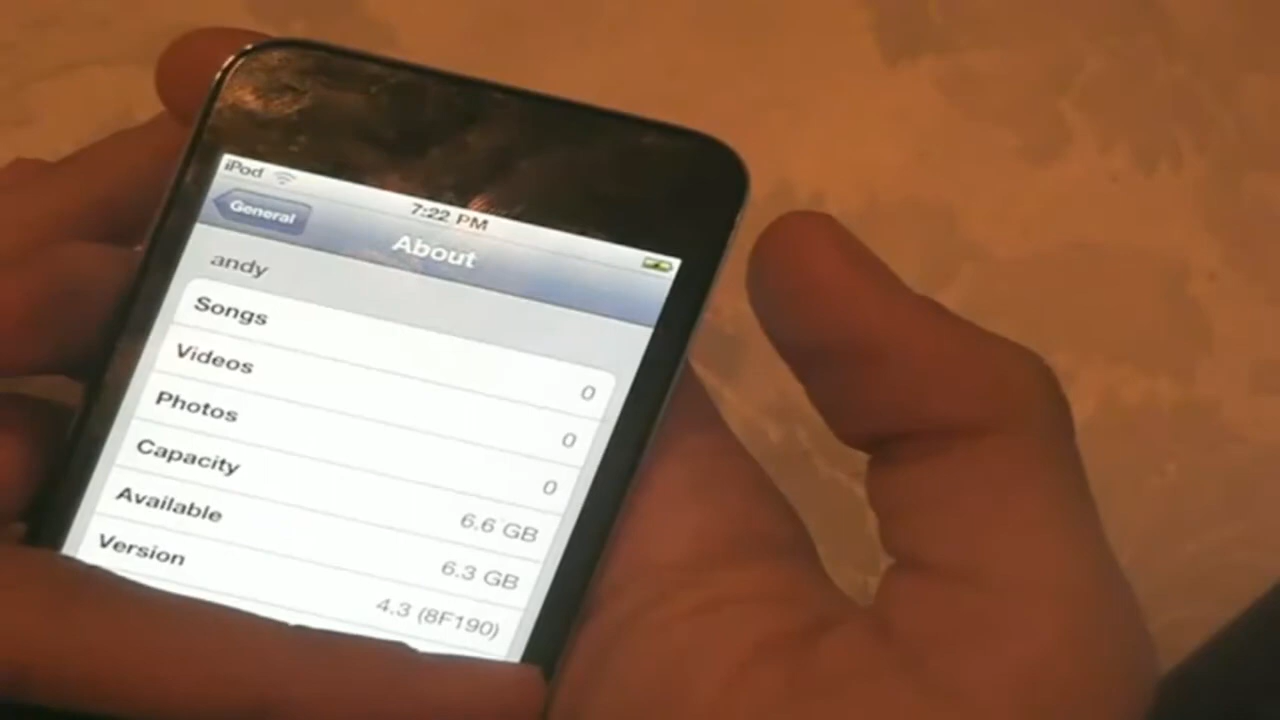 iPod 7:22 PM
General About
andy
Songs 0
Videos 0
Photos 0
Capacity 6.6 GB
Available 6.3 GB
Version 4.3 (8F190)